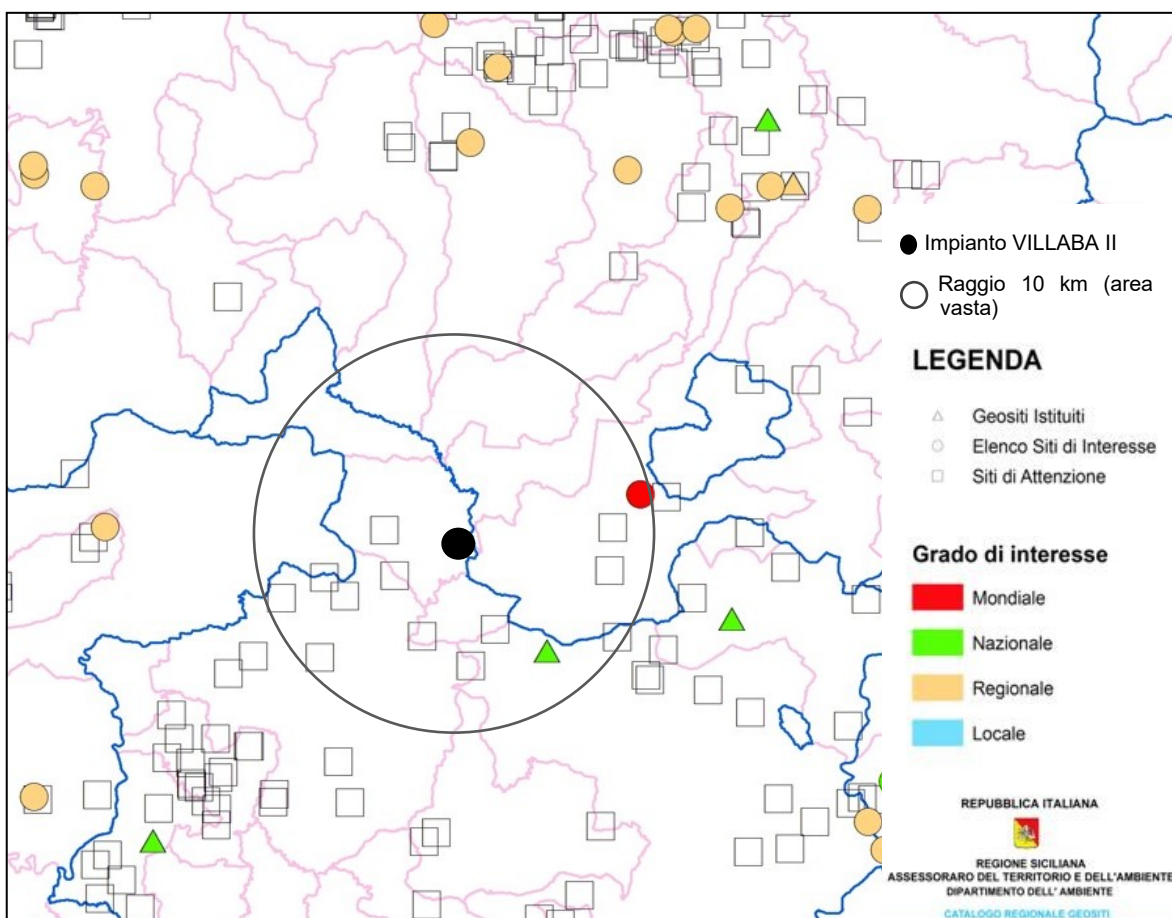 Impianto VILLABA II
Raggio 10 km (area
vasta)
LEGENDA
Geositi Istituiti
Elenco Siti di Interesse
Siti di Attenzione
Grado di interesse
Mondiale
Nazionale
Regionale
Locale
REPUBBLICA ITALIANA
REGIONE SICILIANA
ASSESSORARO DEL TERRITORIO E DELL'AMBIENTE
DIPARTIMENTO DELL' AMBIENTE
CATALOGO REGIONALE GEOSITI